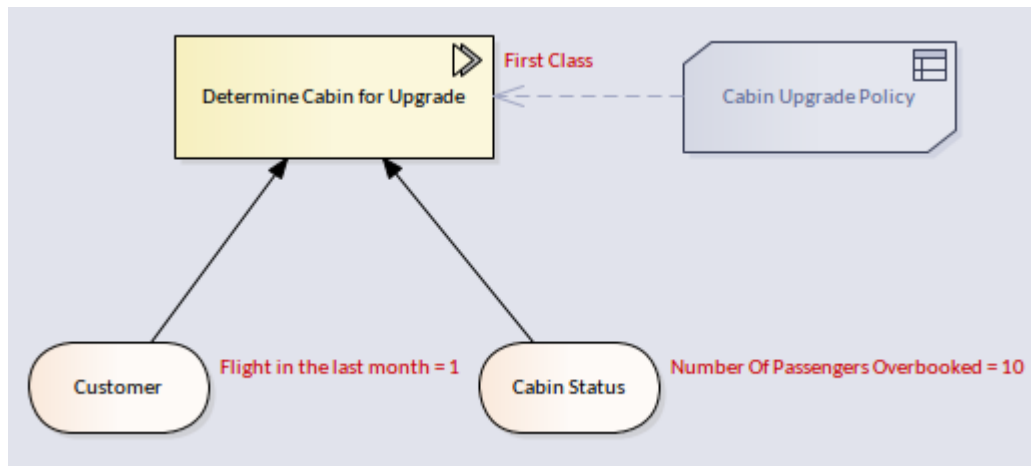 First Class
Determine Cabin for Upgrade
Cabin Upgrade Policy
Customer
Flight in the last month = 1
Cabin Status
Number Of Passengers Overbooked = 10